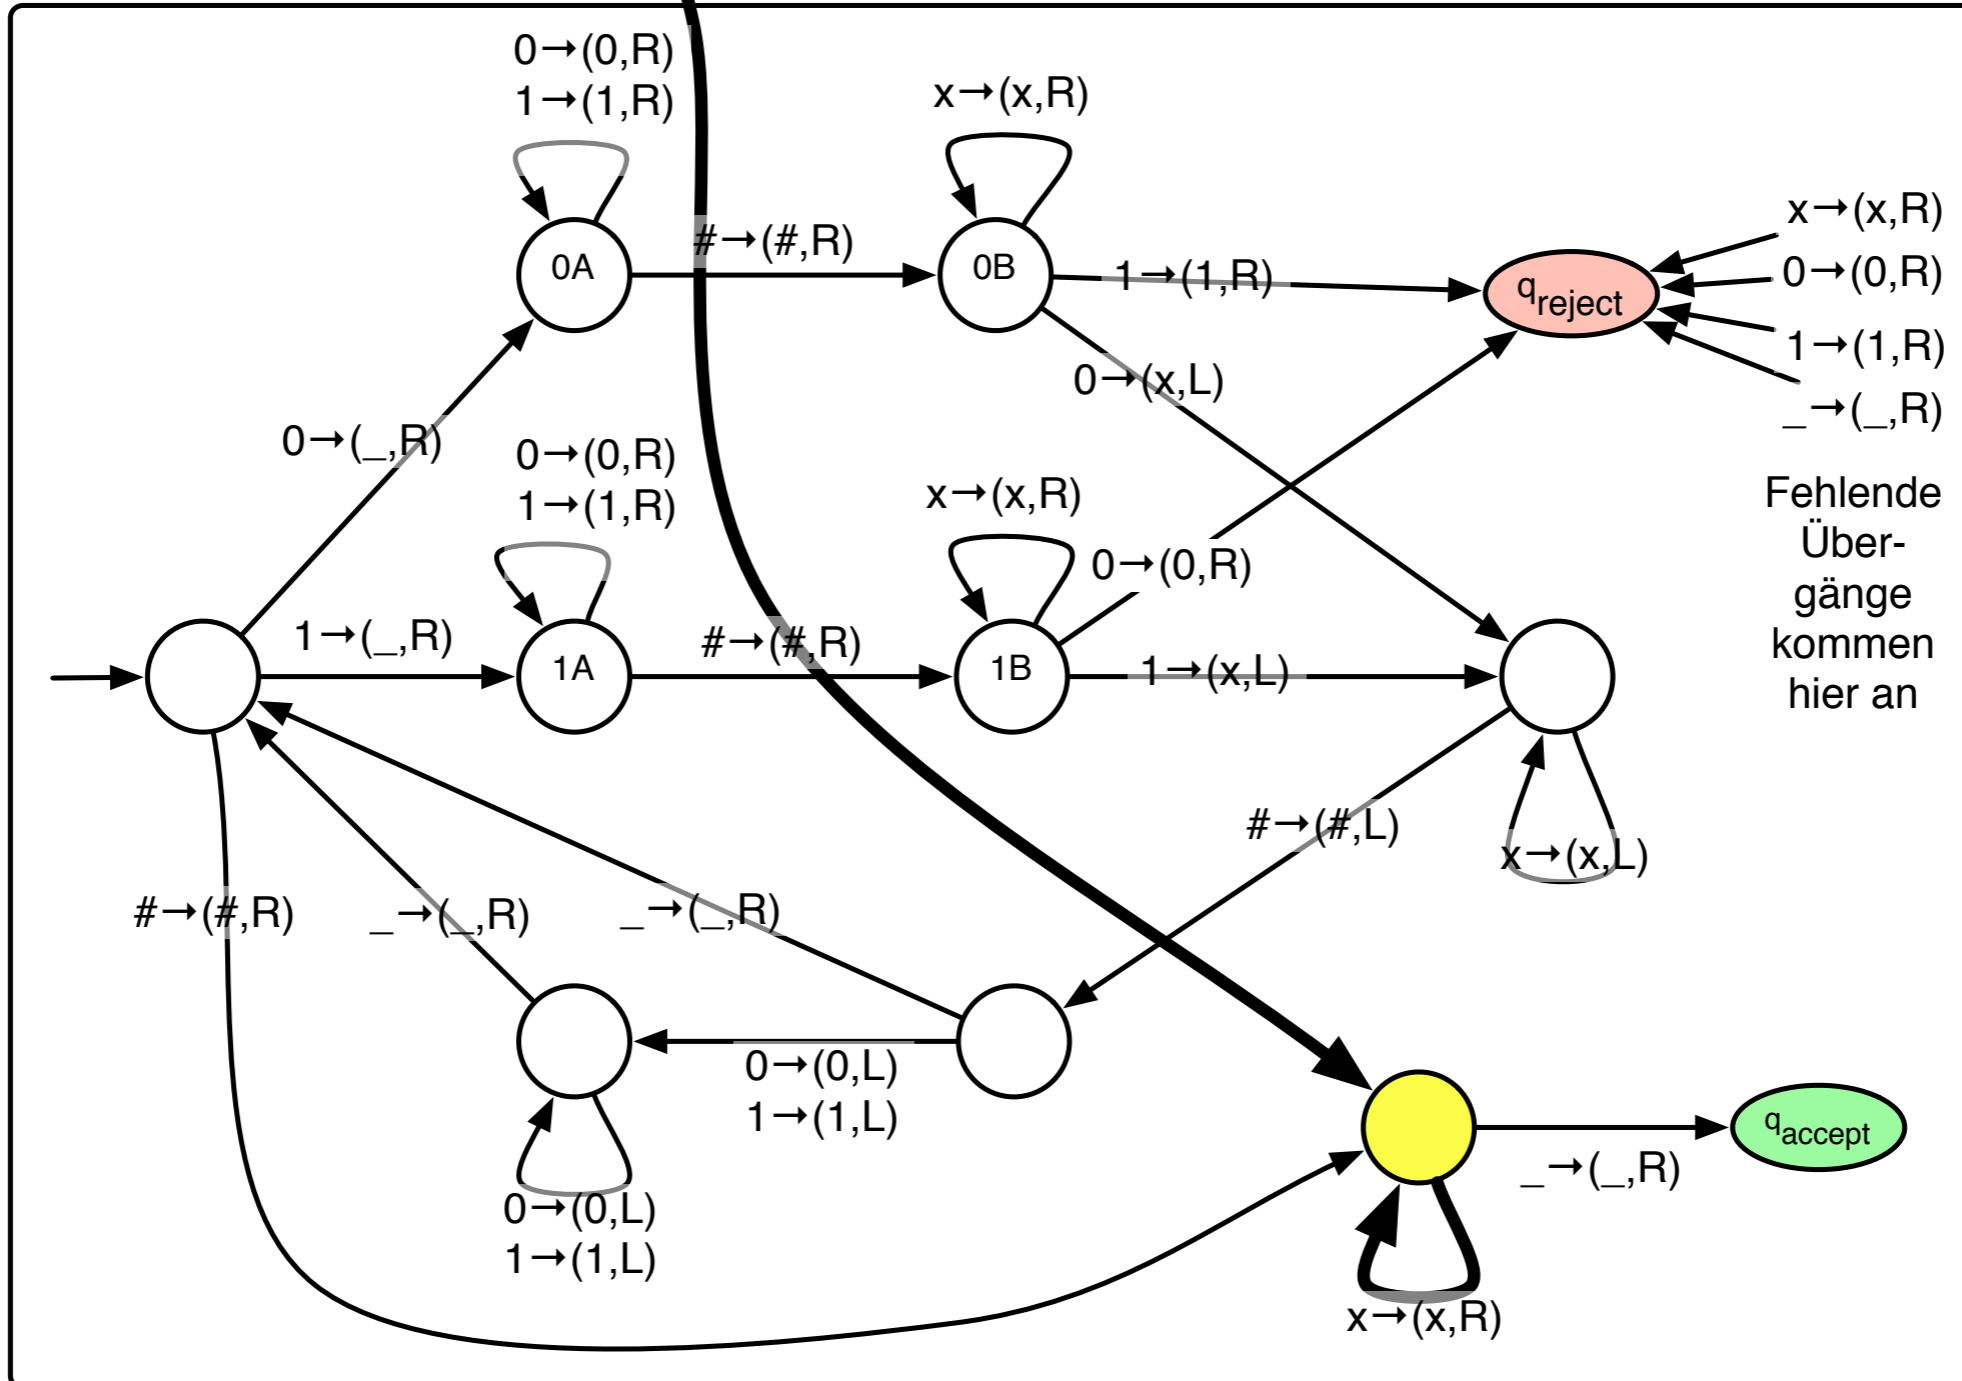 0→(0,R)
1→(1,R)
x→(x,R)
0A
#→(#,R)
0B
1→(1,R)
qreject
x→(x,R)
0→(0,R)
1→(1,R)
_→(_,R)
0→(x,L)
0→(_,R)
0→(0,R)
1→(1,R)
x→(x,R)
0→(0,R)
Fehlende
Über-
gänge
kommen
hier an
1→(_,R)
1A
#→(#,R)
1B
1→(x,L)
#→(#,L)
x→(x,L)
#→(#,R)
_→(_,R)
_→(_,R)
0→(0,L)
1→(1,L)
qaccept
_→(_,R)
0→(0,L)
1→(1,L)
x→(x,R)